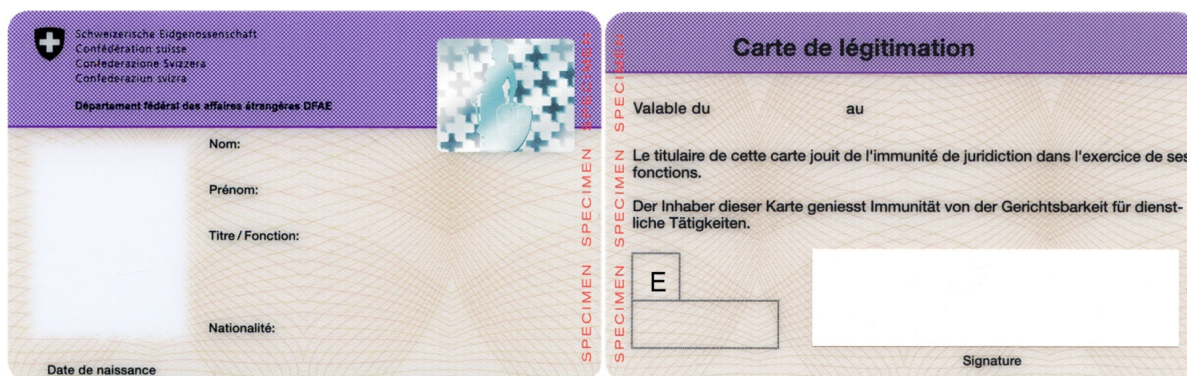 Schweizerische Eidgenossenschaft
Confédération suisse
Confederazione Svizzera
Confederaziun svizra
Département fédéral des affaires étrangères DFAE
Nom:
Prénom:
Titre / Fonction:
Nationalité:
Date de naissance
SPECIMEN SPECIMEN SPECIMEN
SPECIMEN SPECIMEN SPECIMEN
Carte de légitimation
Valable du au
Le titulaire de cette carte jouit de l'immunité de juridiction dans l'exercice de ses
fonctions.
Der Inhaber dieser Karte geniesst Immunität von der Gerichtsbarkeit für dienst-
liche Tätigkeiten.
E
Signature